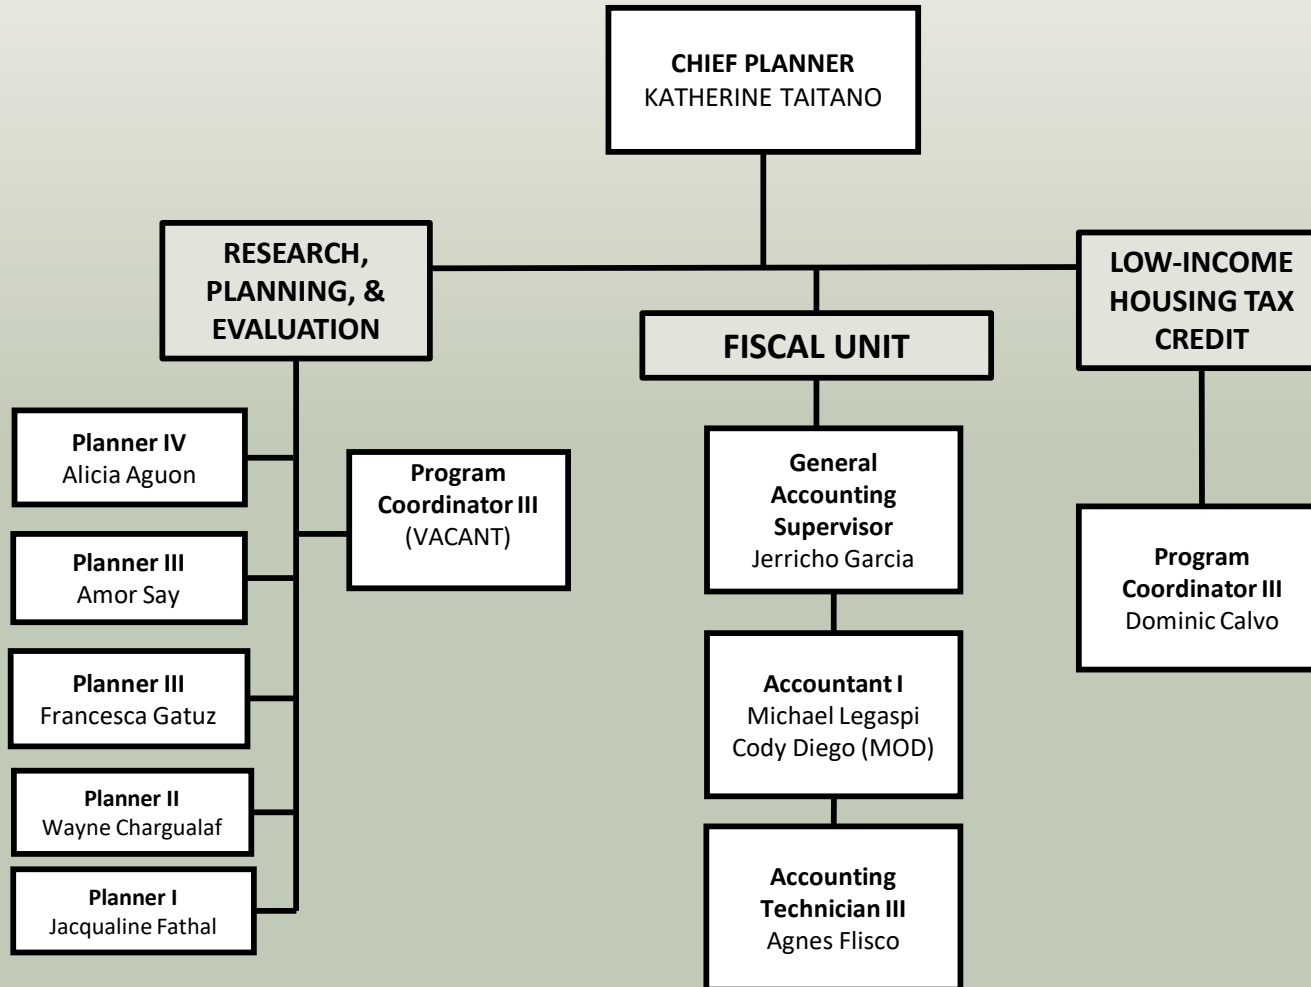 CHIEF PLANNER
KATHERINE TAITANO
RESEARCH,
PLANNING, &
EVALUATION
Planner IV
Alicia Aguon
Planner III
Amor Say
Planner III
Francesca Gatuz
Planner II
Wayne Chargualaf
Planner I
Jacqualine Fathal
Program
Coordinator III
(VACANT)
FISCAL UNIT
General
Accounting
Supervisor
Jerricho Garcia
Accountant I
Michael Legaspi
Cody Diego (MOD)
Accounting
Technician III
Agnes Flisco
LOW-INCOME
HOUSING TAX
CREDIT
Program
Coordinator III
Dominic Calvo